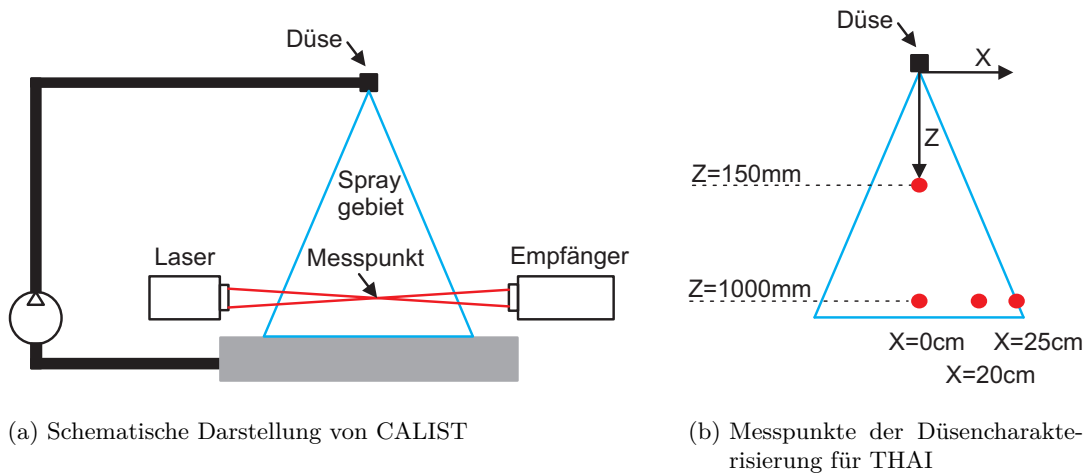 Düse
Spray
gebiet
Laser
Messpunkt
Empfänger
(a) Schematische Darstellung von CALIST
Düse
X
Z
Z=150mm
Z=1000mm
X=0cm
X=25cm
X=20cm
(b) Messpunkte der Düsencharakte-
risierung für THAI